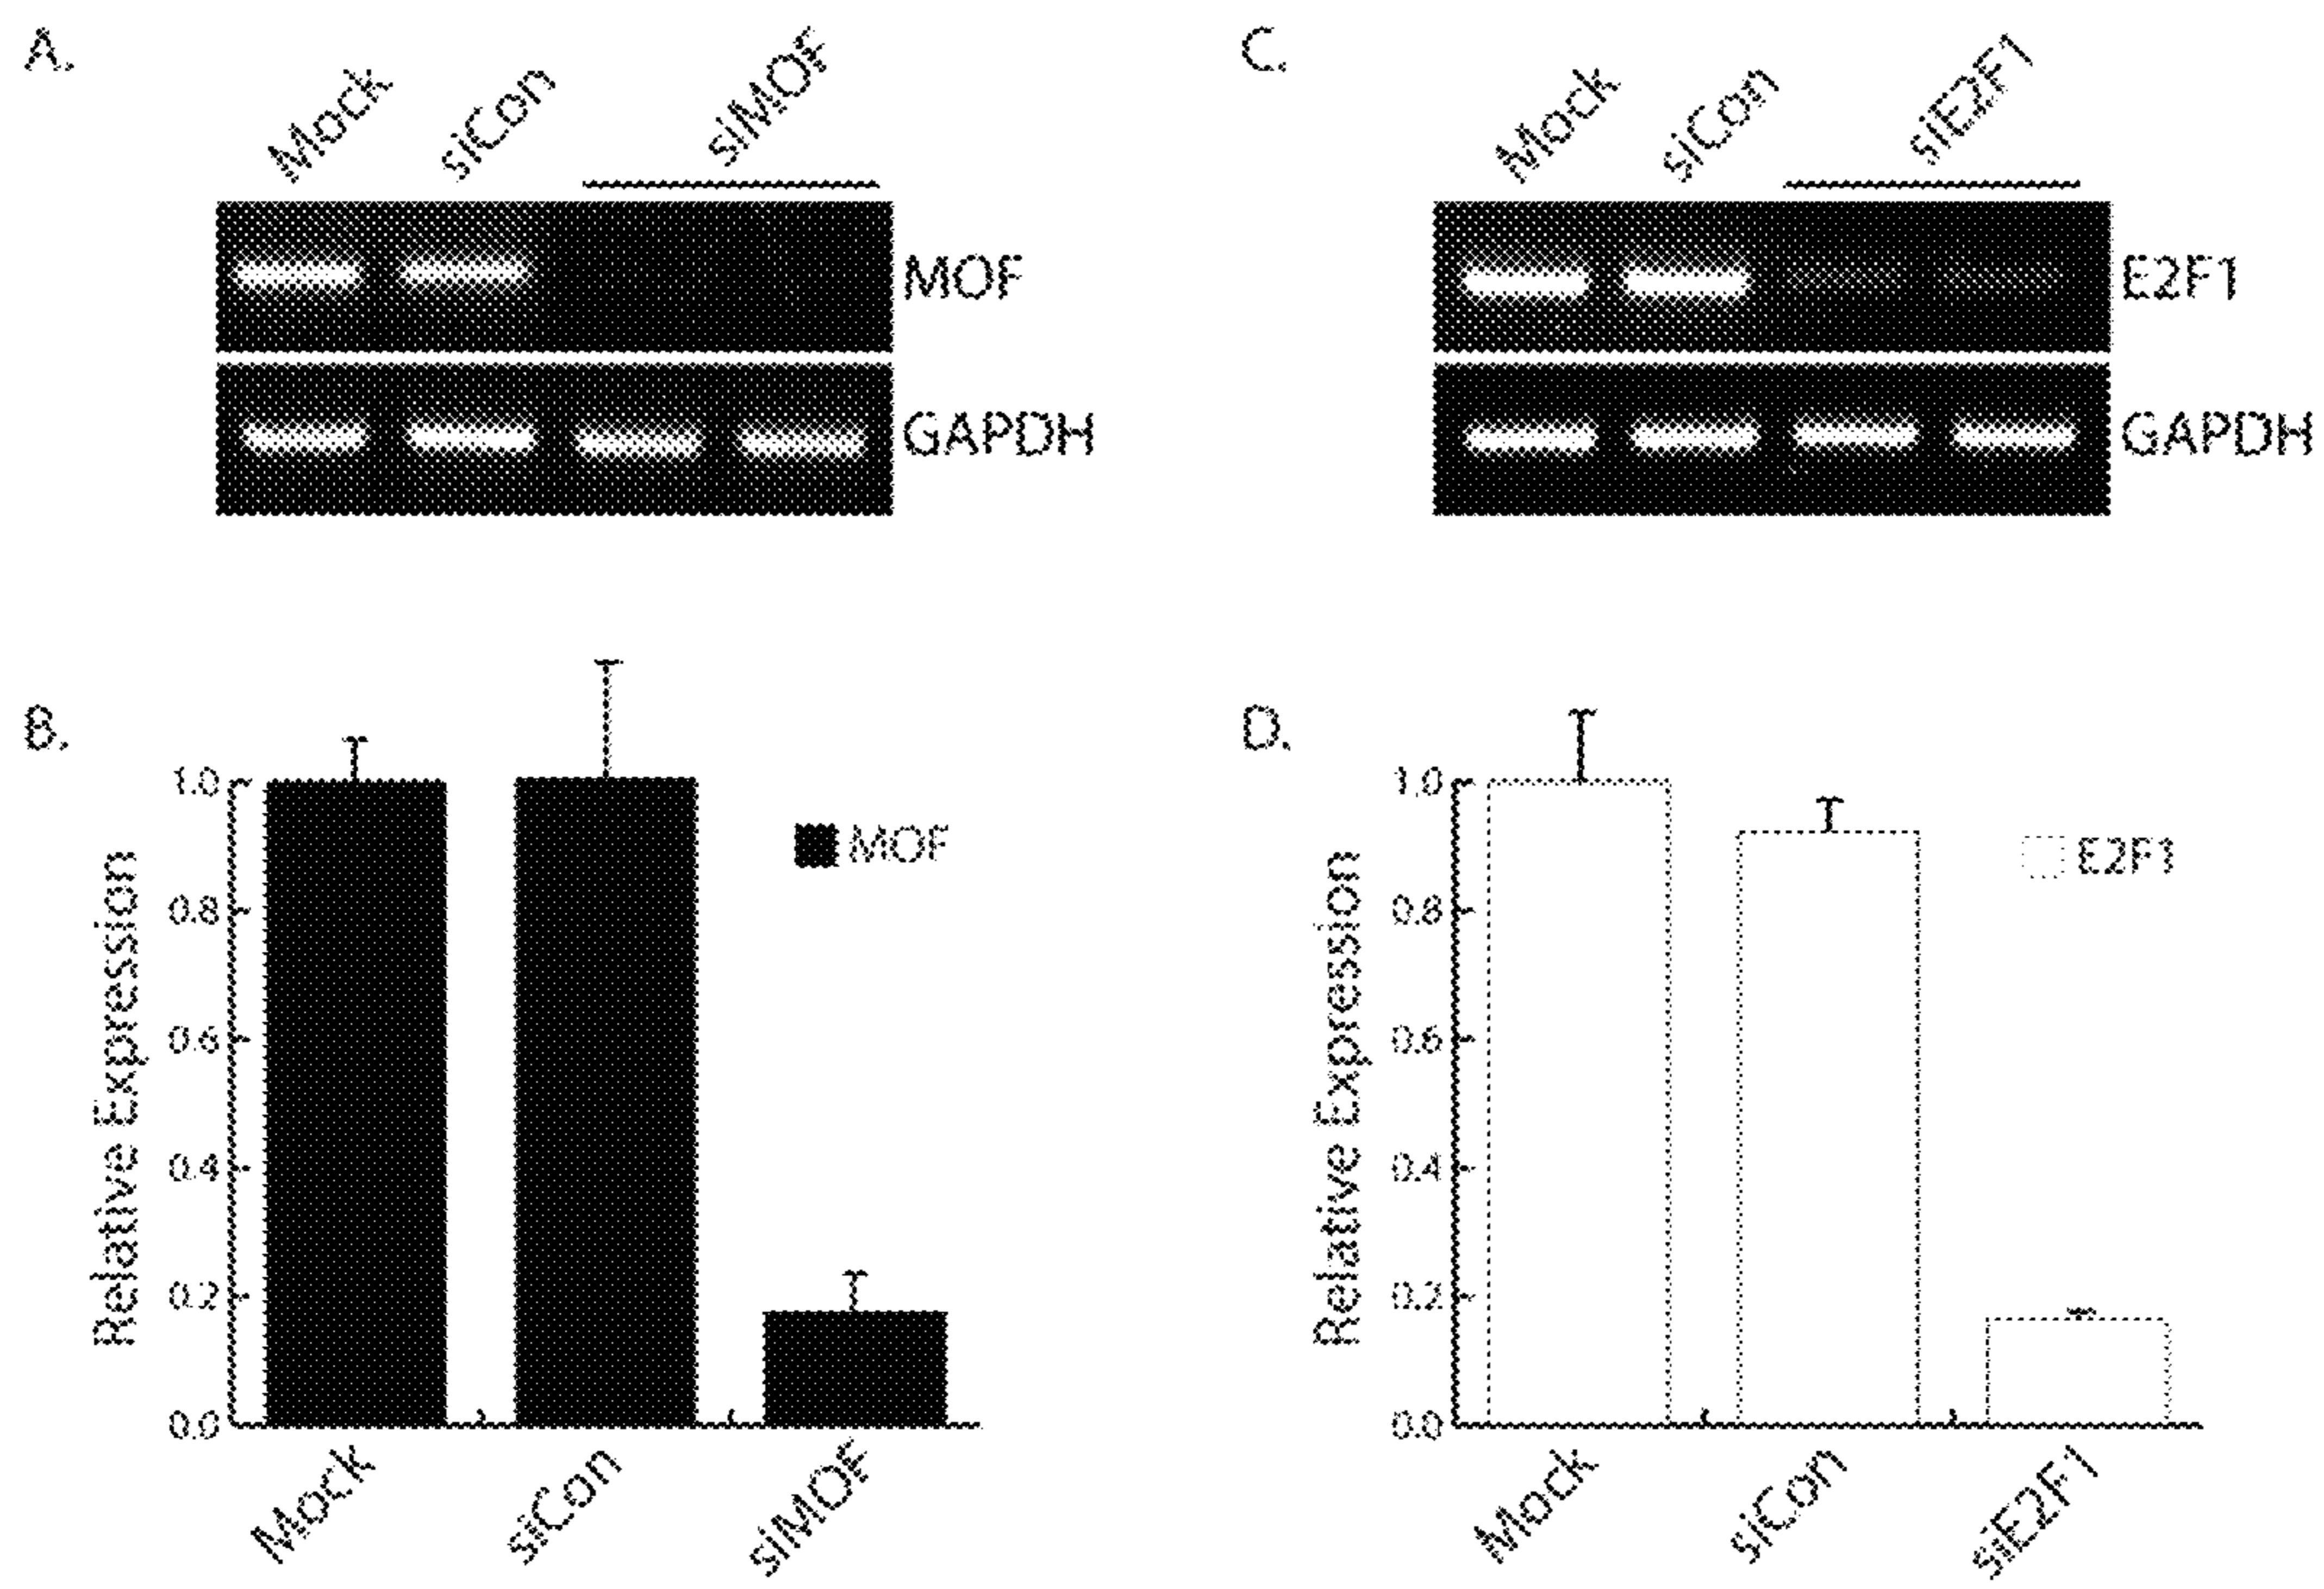 A.
Mock
siCon
siMOF
MOF
GAPDH
C.
Mock
siCon
siE2F1
E2F1
GAPDH
B.
Relative Expression
1.0
0.8
0.6
0.4
0.2
0.0
MOF
Mock
siCon
siMOF
D.
Relative Expression
1.0
0.8
0.6
0.4
0.2
0.0
E2F1
Mock
siCon
siE2F1